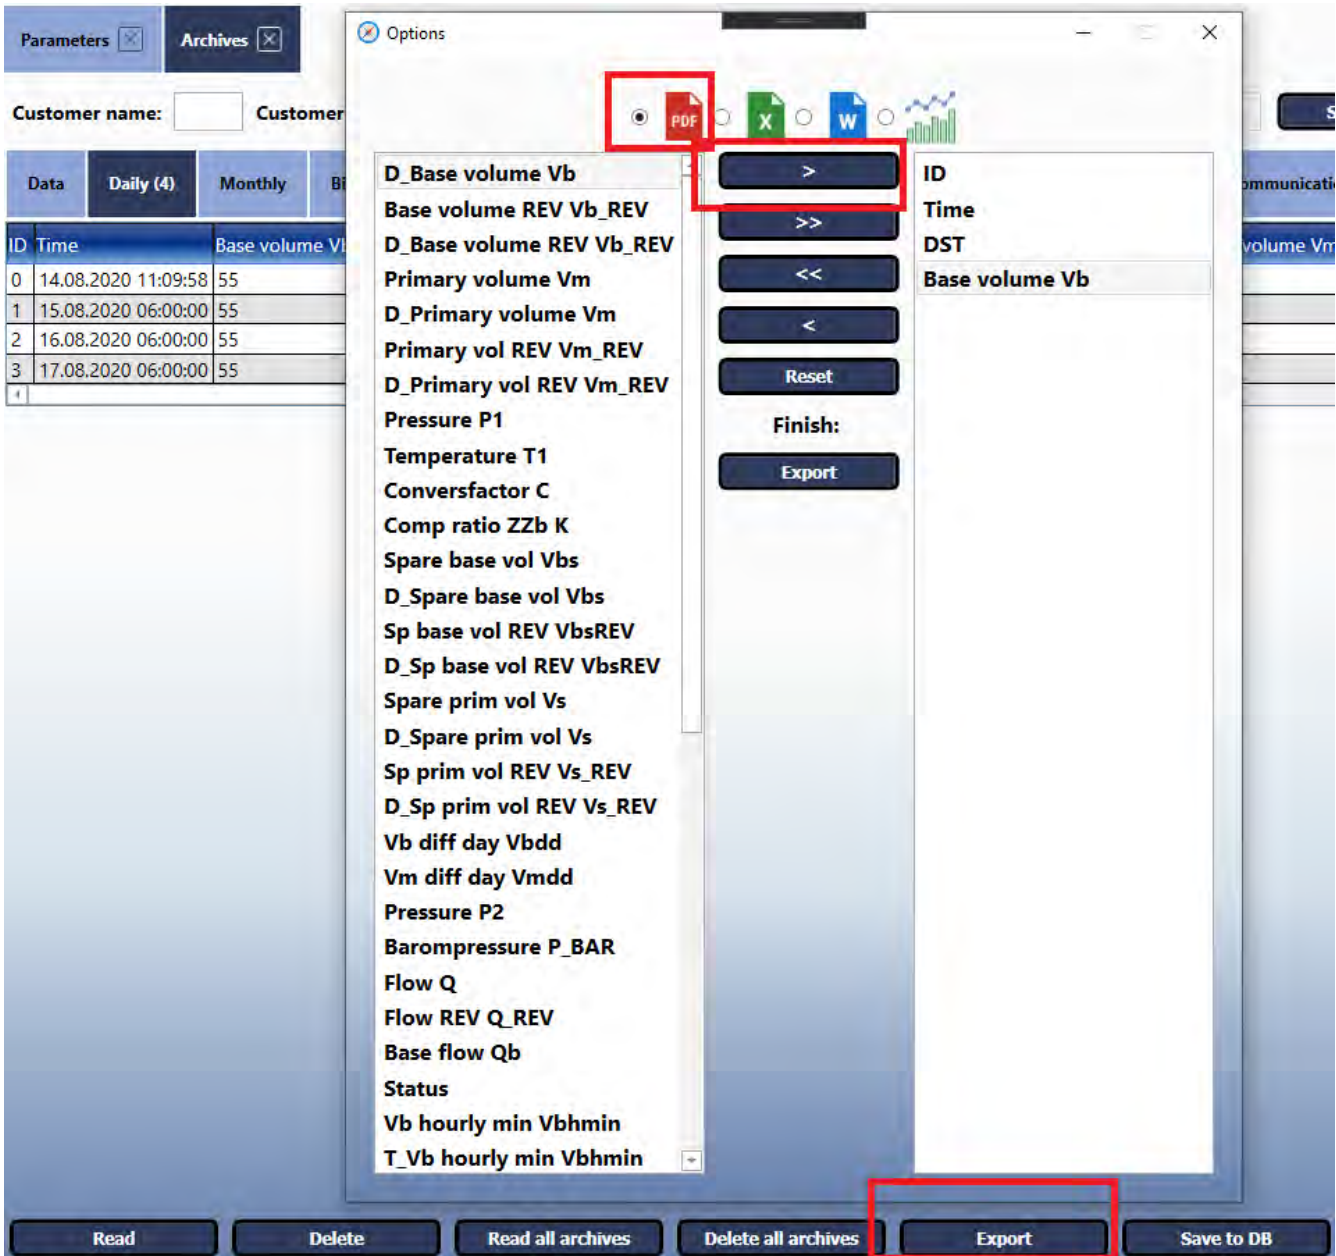 Parameters
Archives
Options
Customer name:
Customer
S
PDF
X
W
Data
Daily (4)
Monthly
Bi
ommunicati
ID Time Base volume Vb
volume Vm
0 14.08.2020 11:09:58 55
1 15.08.2020 06:00:00 55
2 16.08.2020 06:00:00 55
3 17.08.2020 06:00:00 55
D_Base volume Vb
Base volume REV Vb_REV
D_Base volume REV Vb_REV
Primary volume Vm
D_Primary volume Vm
Primary vol REV Vm_REV
D_Primary vol REV Vm_REV
Pressure P1
Temperature T1
Conversfactor C
Comp ratio ZZb K
Spare base vol Vbs
D_Spare base vol Vbs
Sp base vol REV VbsREV
D_Sp base vol REV VbsREV
Spare prim vol Vs
D_Spare prim vol Vs
Sp prim vol REV Vs_REV
D_Sp prim vol REV Vs_REV
Vb diff day Vbdd
Vm diff day Vmdd
Pressure P2
Barompressure P_BAR
Flow Q
Flow REV Q_REV
Base flow Qb
Status
Vb hourly min Vbhmin
T_Vb hourly min Vbhmin
>
>>
<<
<
Reset
Finish:
Export
ID
Time
DST
Base volume Vb
Read
Delete
Read all archives
Delete all archives
Export
Save to DB